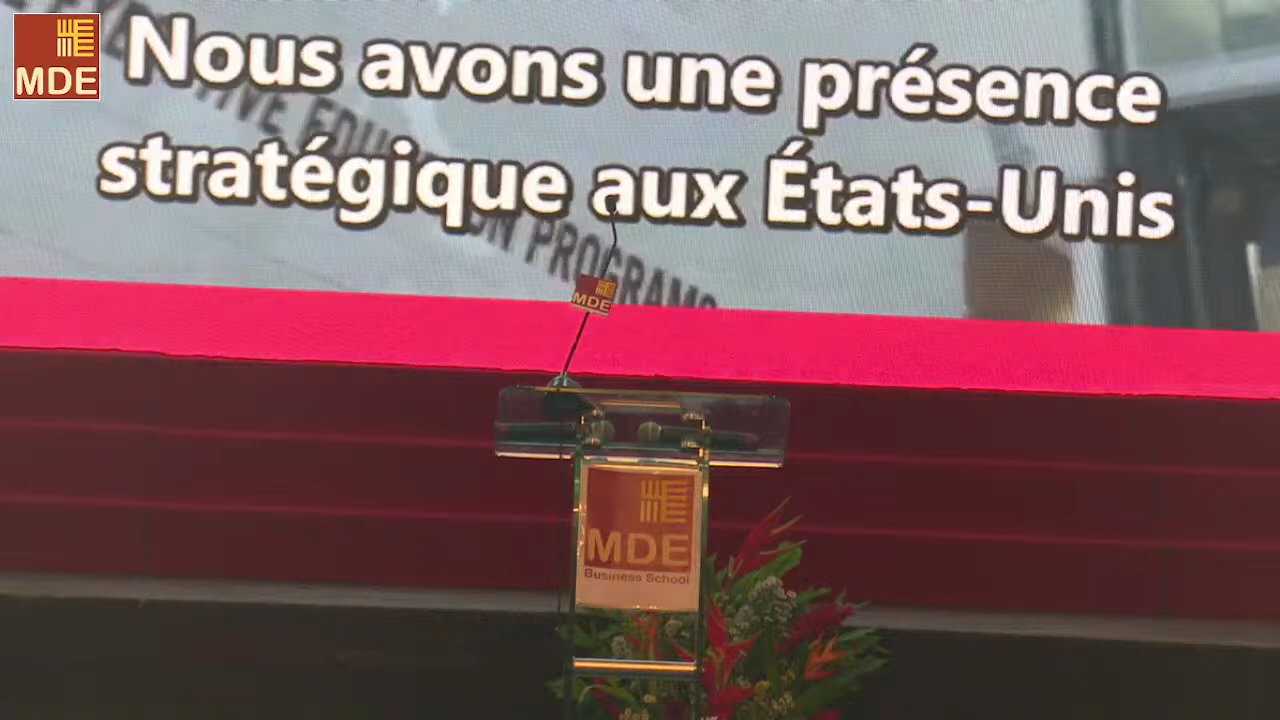 MDE
Nous avons une présence
stratégique aux États-Unis
PROGRAMS
MDE
MDE
Business School